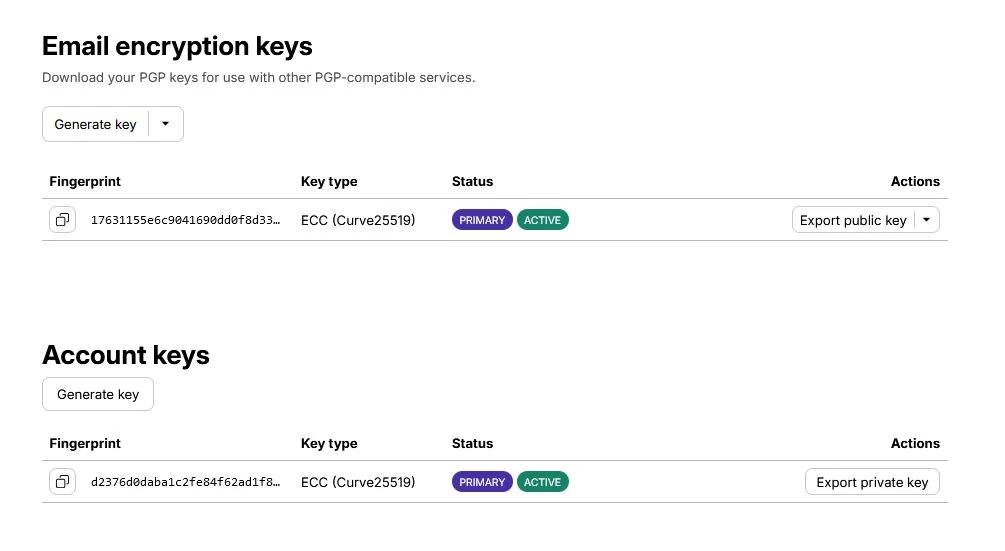 Email encryption keys
Download your PGP keys for use with other PGP-compatible services.
Generate key
Fingerprint Key type Status Actions
17631155e6c9041690dd0f8d33… ECC (Curve25519) PRIMARY ACTIVE Export public key
Account keys
Generate key
Fingerprint Key type Status Actions
d2376d0daba1c2fe84f62ad1f8… ECC (Curve25519) PRIMARY ACTIVE Export private key